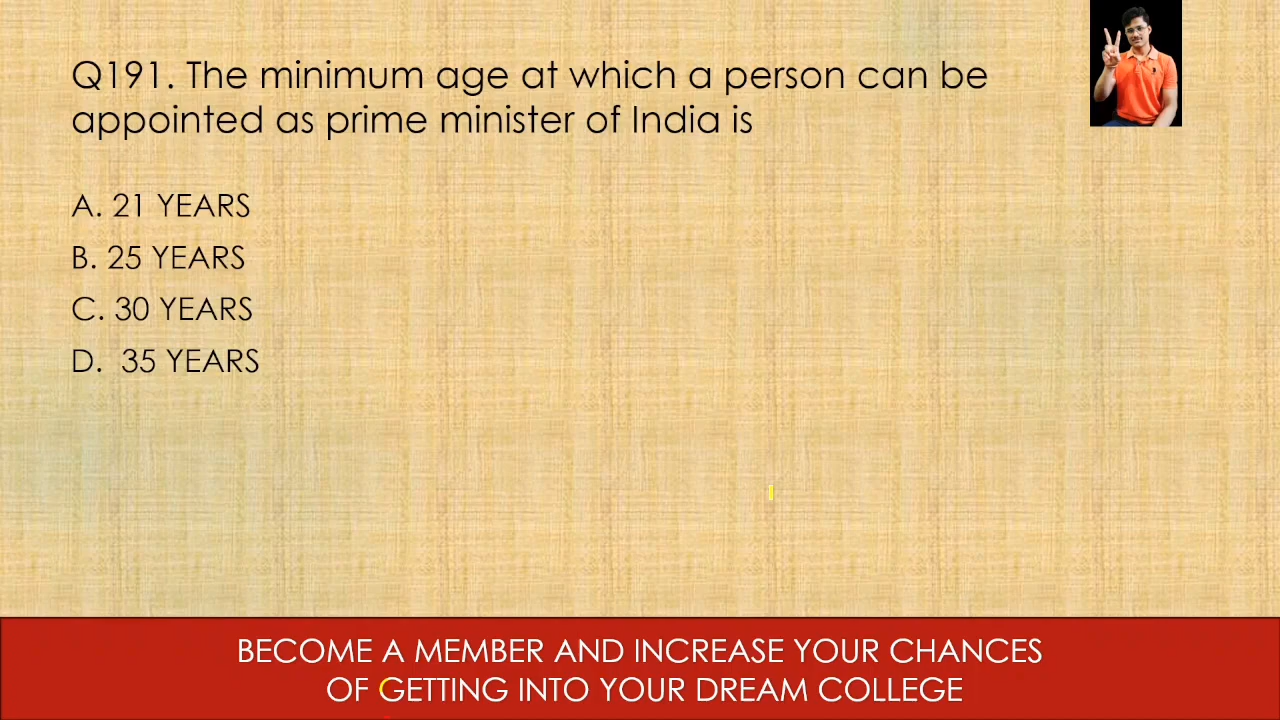 Q191. The minimum age at which a person can be
appointed as prime minister of India is
A. 21 YEARS
B. 25 YEARS
C. 30 YEARS
D. 35 YEARS
BECOME A MEMBER AND INCREASE YOUR CHANCES
OF GETTING INTO YOUR DREAM COLLEGE